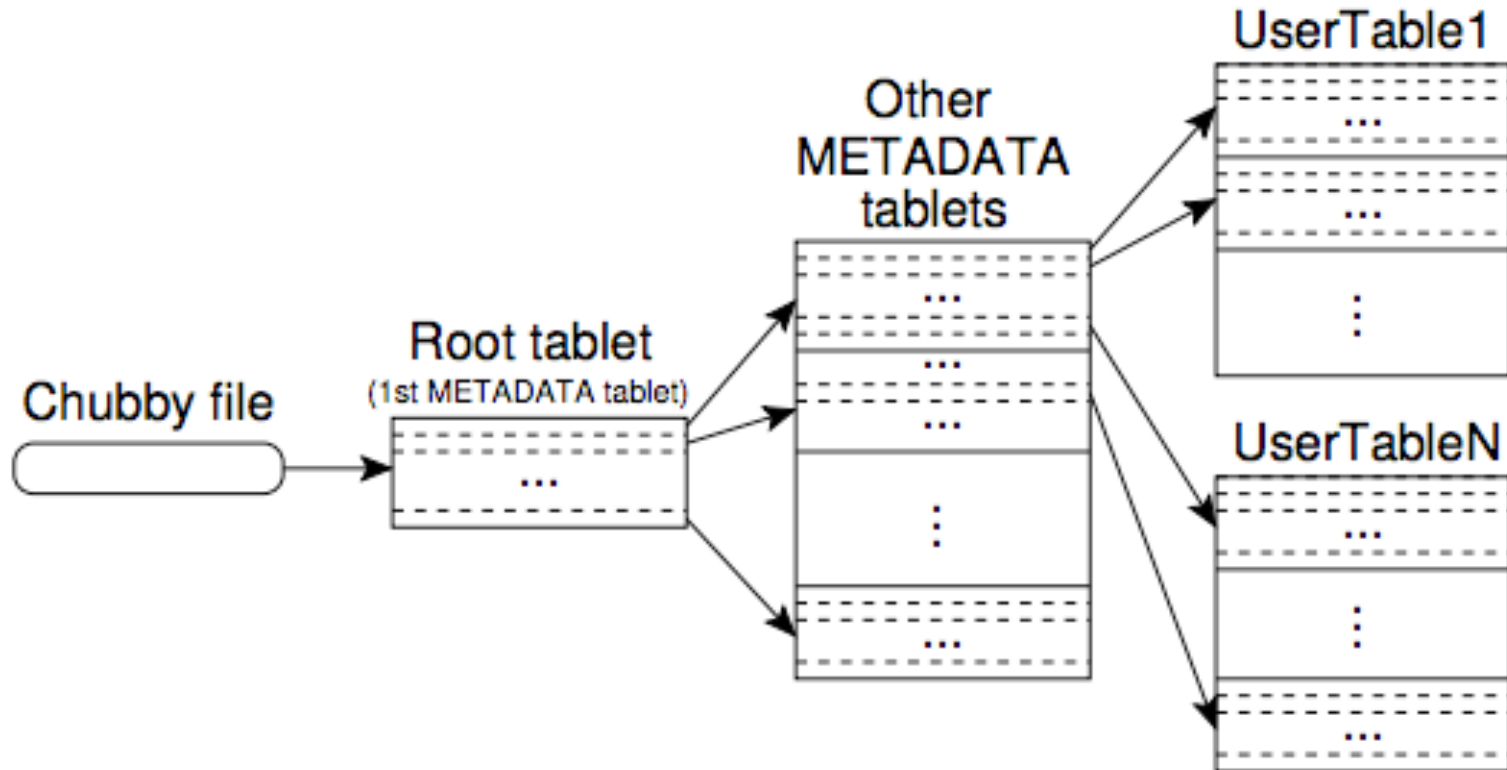 Chubby file
Root tablet
(1st METADATA tablet)
...
Other
METADATA
tablets
...
...
...
...
...
UserTable1
...
...
...
UserTableN
...
...
...